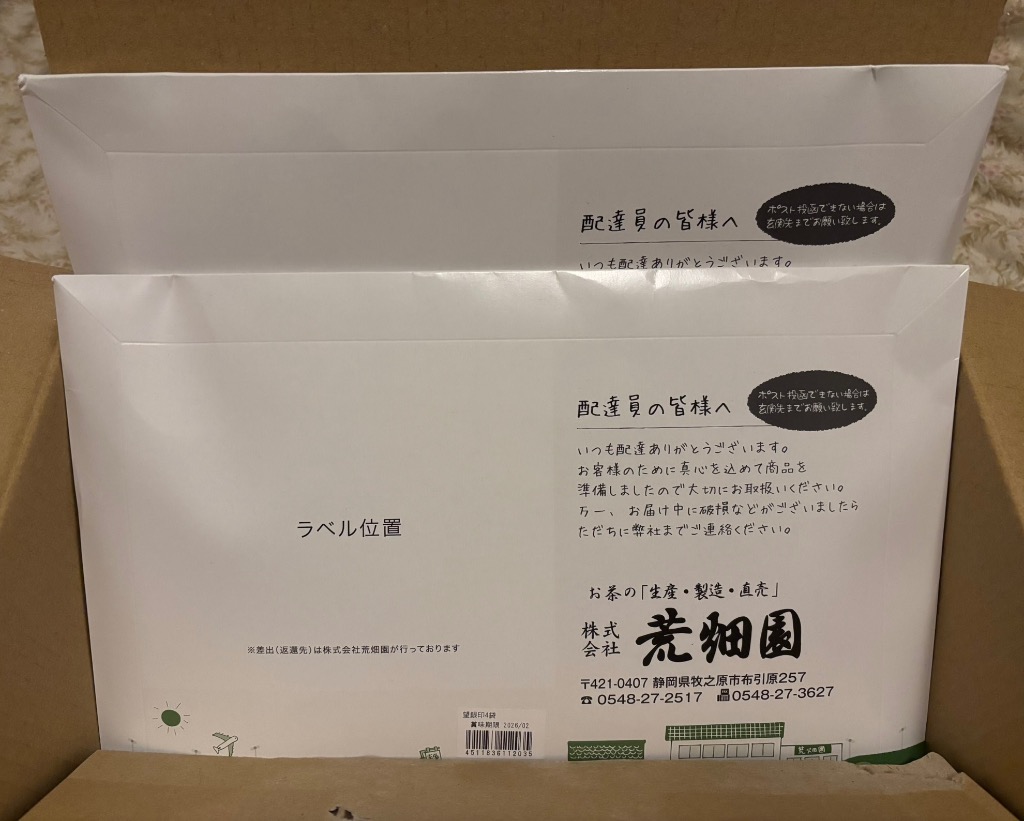 配達員の皆様へ
ポスト投函できない場合は
玄関先までお願い致します。
いつも配達ありがとうございます。
配達員の皆様へ
ポスト投函できない場合は
玄関先までお願い致します。
いつも配達ありがとうございます。
お客様のために真心を込めて商品を
準備しましたので大切にお取扱いください。
万一、お届け中に破損などがございましたら
ただちに弊社までご連絡ください。
ラベル位置
※差出(返還先)は株式会社荒畑園が行っております
お茶の「生産・製造・直売」
株式会社 荒畑園
〒421-0407 静岡県牧之原市布引原257
☎ 0548-27-2517 📠0548-27-3627
望銀印4袋
賞味期限 2026/02
4511636112035
荒畑園